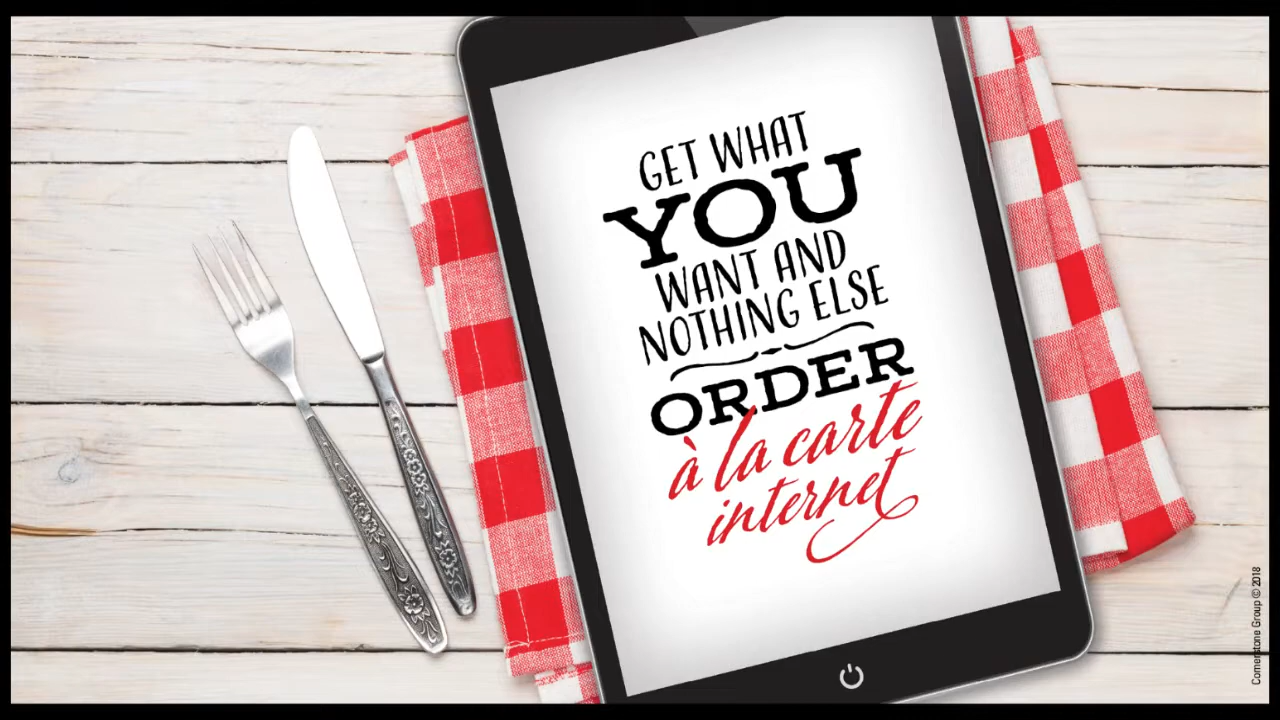 GET WHAT
YOU
WANT AND
NOTHING ELSE
ORDER
à la carte
internet
Cornerstone Group © 2018